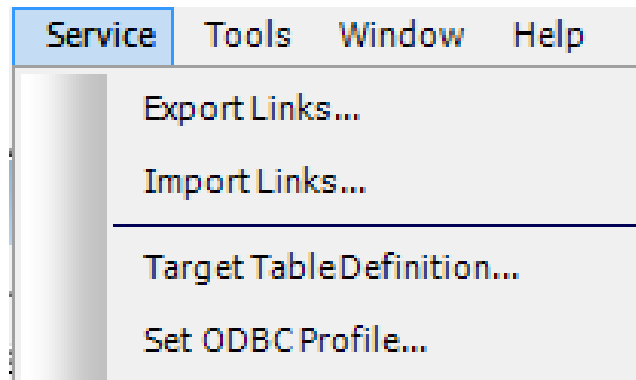 Service Tools Window Help
Export Links...
Import Links...
Target Table Definition...
Set ODBC Profile...